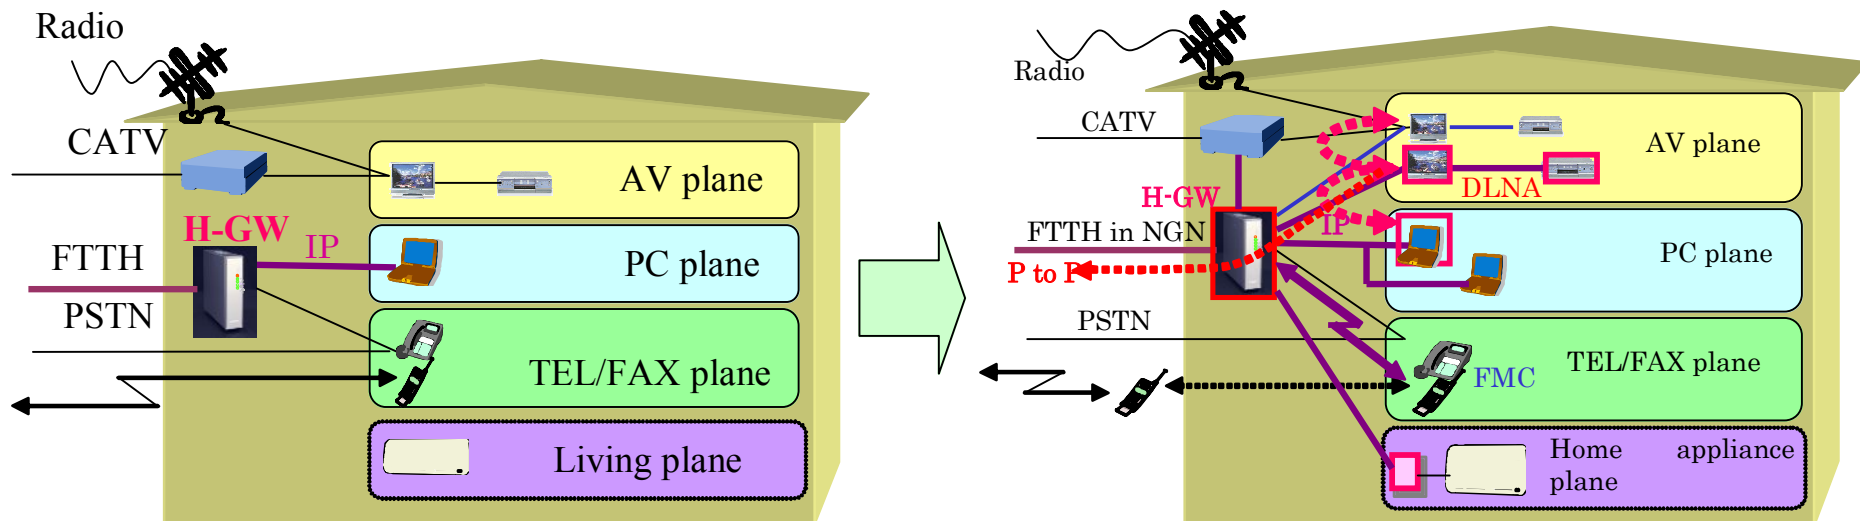 Radio
CATV
AV plane
H-GW
FTTH
IP
PC plane
PSTN
TEL/FAX plane
Living plane
Radio
CATV
AV plane
DLNA
H-GW
FTTH in NGN
IP
PC plane
P to P
PSTN
TEL/FAX plane
FMC
Home appliance
plane